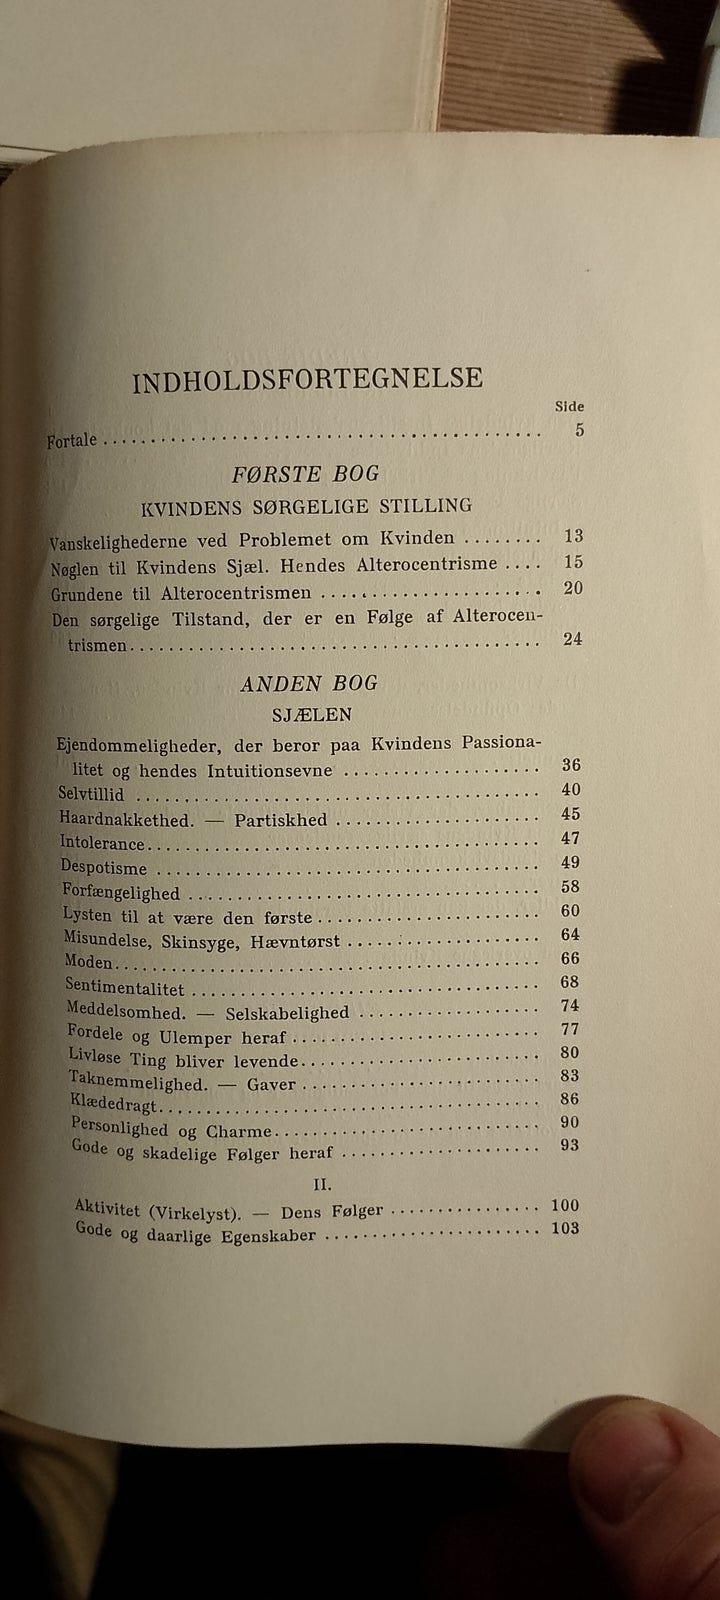 INDHOLDSFORTEGNELSE
Side
Fortale ........................................ 5
FØRSTE BOG
KVINDENS SØRGELIGE STILLING
Vanskelighederne ved Problemet om Kvinden ........ 13
Nøglen til Kvindens Sjæl. Hendes Alterocentrisme .... 15
Grundene til Alterocentrismen ...................... 20
Den sørgelige Tilstand, der er en Følge af Alterocen-
trismen .......................................... 24
ANDEN BOG
SJÆLEN
Ejendommeligheder, der beror paa Kvindens Passiona-
litet og hendes Intuitionsevne ................... 36
Selvtillid ........................................ 40
Haardnakkethed. — Partiskhed ..................... 45
Intolerance ....................................... 47
Despotisme ....................................... 49
Forfængelighed ................................... 58
Lysten til at være den første ...................... 60
Misundelse, Skinsyge, Hævntørst ................... 64
Moden ............................................ 66
Sentimentalitet ................................... 68
Meddelsomhed. — Selskabelighed .................. 74
Fordele og Ulemper heraf ......................... 77
Livløse Ting bliver levende ........................ 80
Taknemmelighed. — Gaver ........................ 83
Klædedragt ....................................... 86
Personlighed og Charme ........................... 90
Gode og skadelige Følger heraf .................... 93
II.
Aktivitet (Virkelyst). — Dens Følger ............... 100
Gode og daarlige Egenskaber ...................... 103